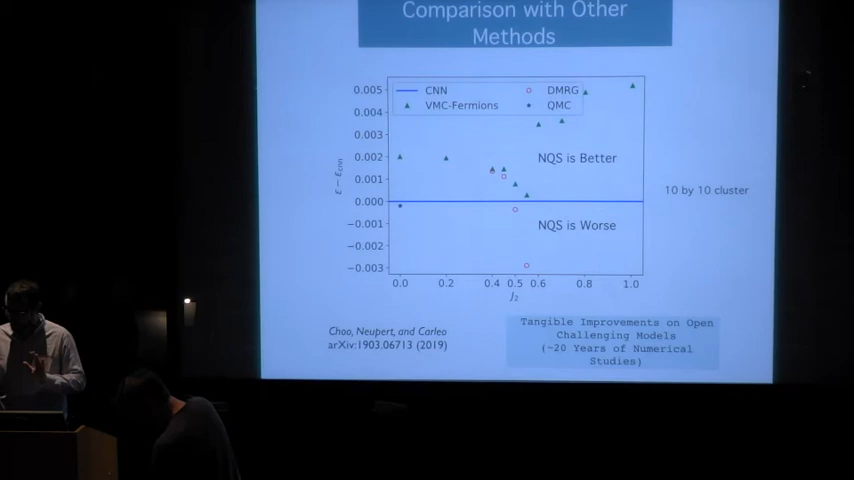 Comparison with Other
Methods
CNN
VMC-Fermions
DMRG
QMC
0.005
0.004
0.003
0.002
0.001
0.000
−0.001
−0.002
−0.003
ε − εcnn
NQS is Better
NQS is Worse
10 by 10 cluster
0.0 0.2 0.4 0.5 0.6 0.8 1.0
J2
Choo, Neupert, and Carleo
arXiv:1903.06713 (2019)
Tangible Improvements on Open
Challenging Models
(~20 Years of Numerical
Studies)